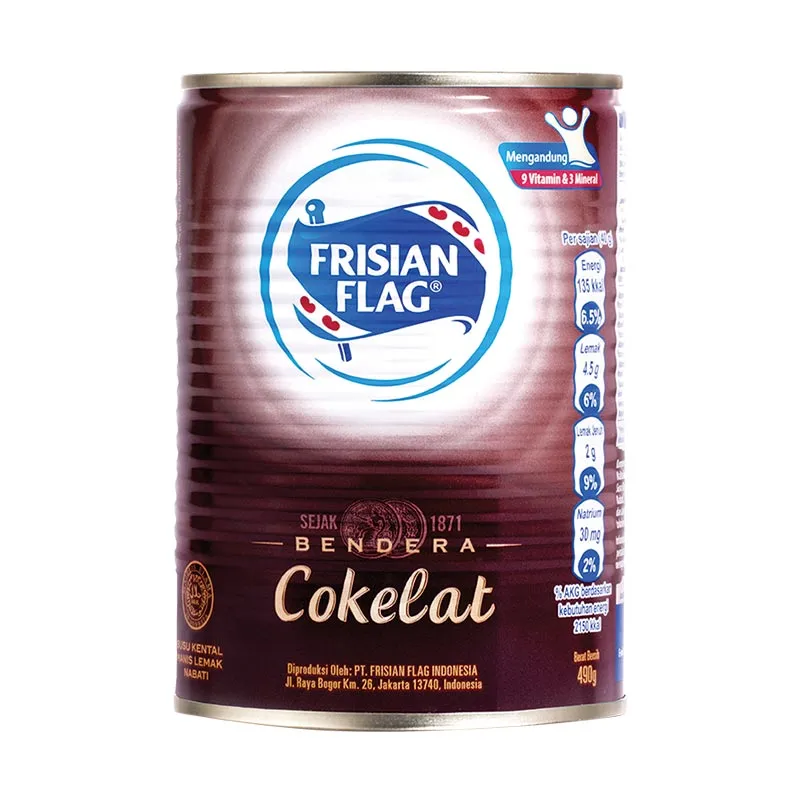 Mengandung
9 Vitamin & 3 Mineral
FRISIAN
FLAG®
Per sajian (40 g)
Energi
135 kkal
6.5%
Lemak
4.5 g
6%
Lemak Jenuh
2 g
9%
Natrium
30 mg
2%
% AKG berdasarkan
kebutuhan energi
2150 kkal
SEJAK 1871
BENDERA
Cokelat
SUSU KENTAL
MANIS LEMAK
NABATI
Diproduksi Oleh: PT. FRISIAN FLAG INDONESIA
Jl. Raya Bogor Km. 26, Jakarta 13740, Indonesia
Berat Bersih
490g